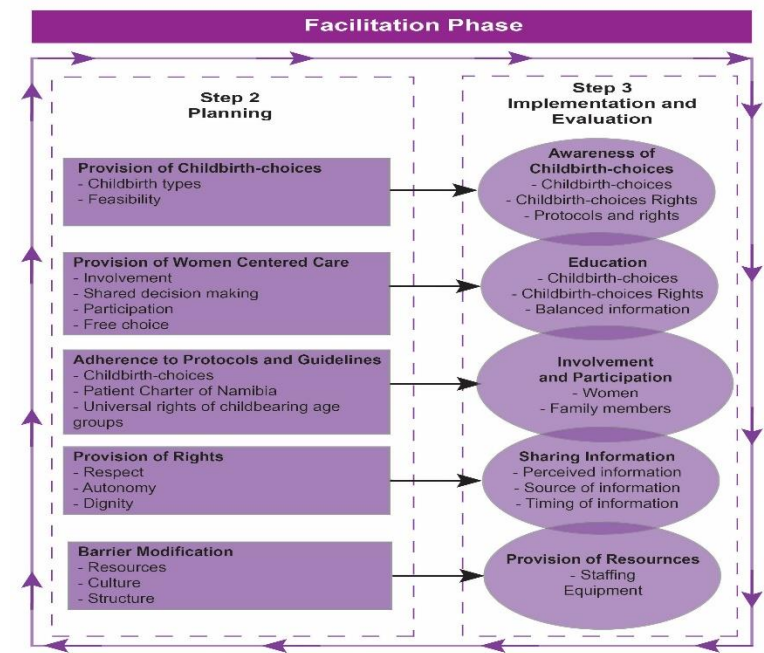 Facilitation Phase
Step 2
Planning
Provision of Childbirth-choices
- Childbirth types
- Feasibility
Provision of Women Centered Care
- Involvement
- Shared decision making
- Participation
- Free choice
Adherence to Protocols and Guidelines
- Childbirth-choices
- Patient Charter of Namibia
- Universal rights of childbearing age
groups
Provision of Rights
- Respect
- Autonomy
- Dignity
Barrier Modification
- Resources
- Culture
- Structure
Step 3
Implementation and
Evaluation
Awareness of
Childbirth-choices
- Childbirth-choices
- Childbirth-choices Rights
- Protocols and rights
Education
- Childbirth-choices
- Childbirth-choices Rights
- Balanced information
Involvement
and Participation
- Women
- Family members
Sharing Information
- Perceived information
- Source of information
- Timing of information
Provision of Resournces
- Staffing
Equipment